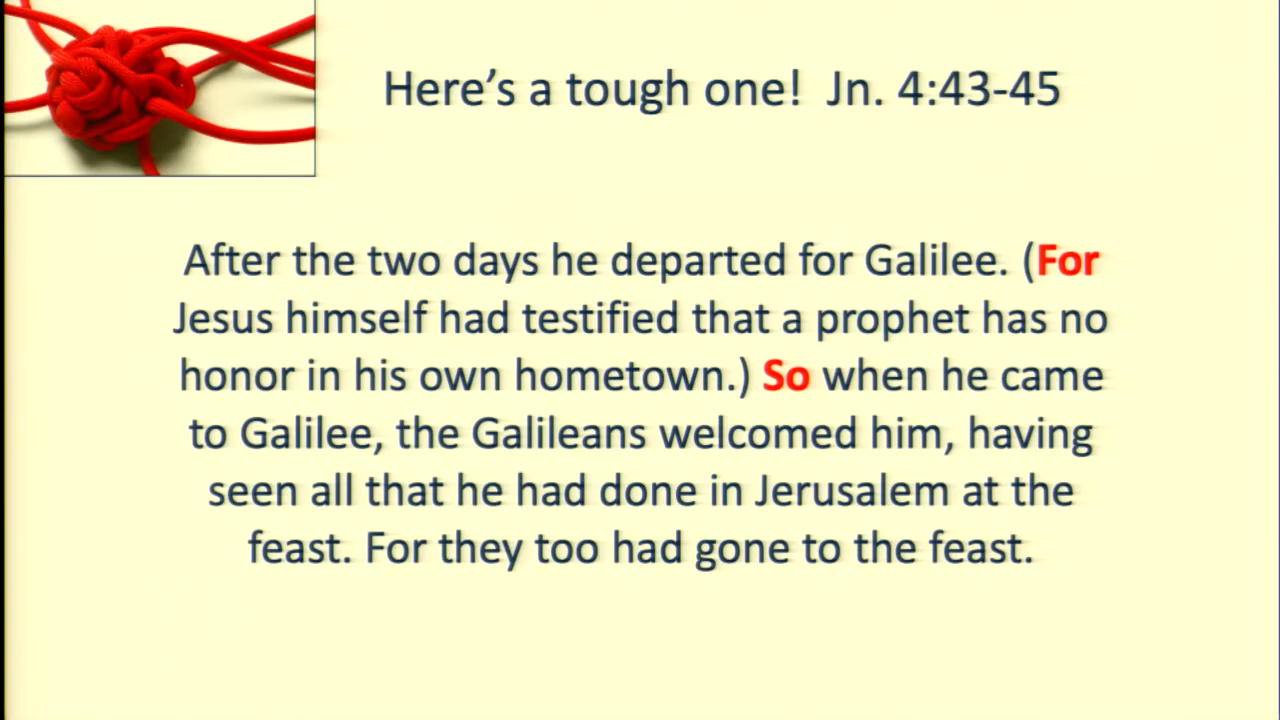 Here’s a tough one!  Jn. 4:43-45
After the two days he departed for Galilee. (For
Jesus himself had testified that a prophet has no
honor in his own hometown.) So when he came
to Galilee, the Galileans welcomed him, having
seen all that he had done in Jerusalem at the
feast. For they too had gone to the feast.